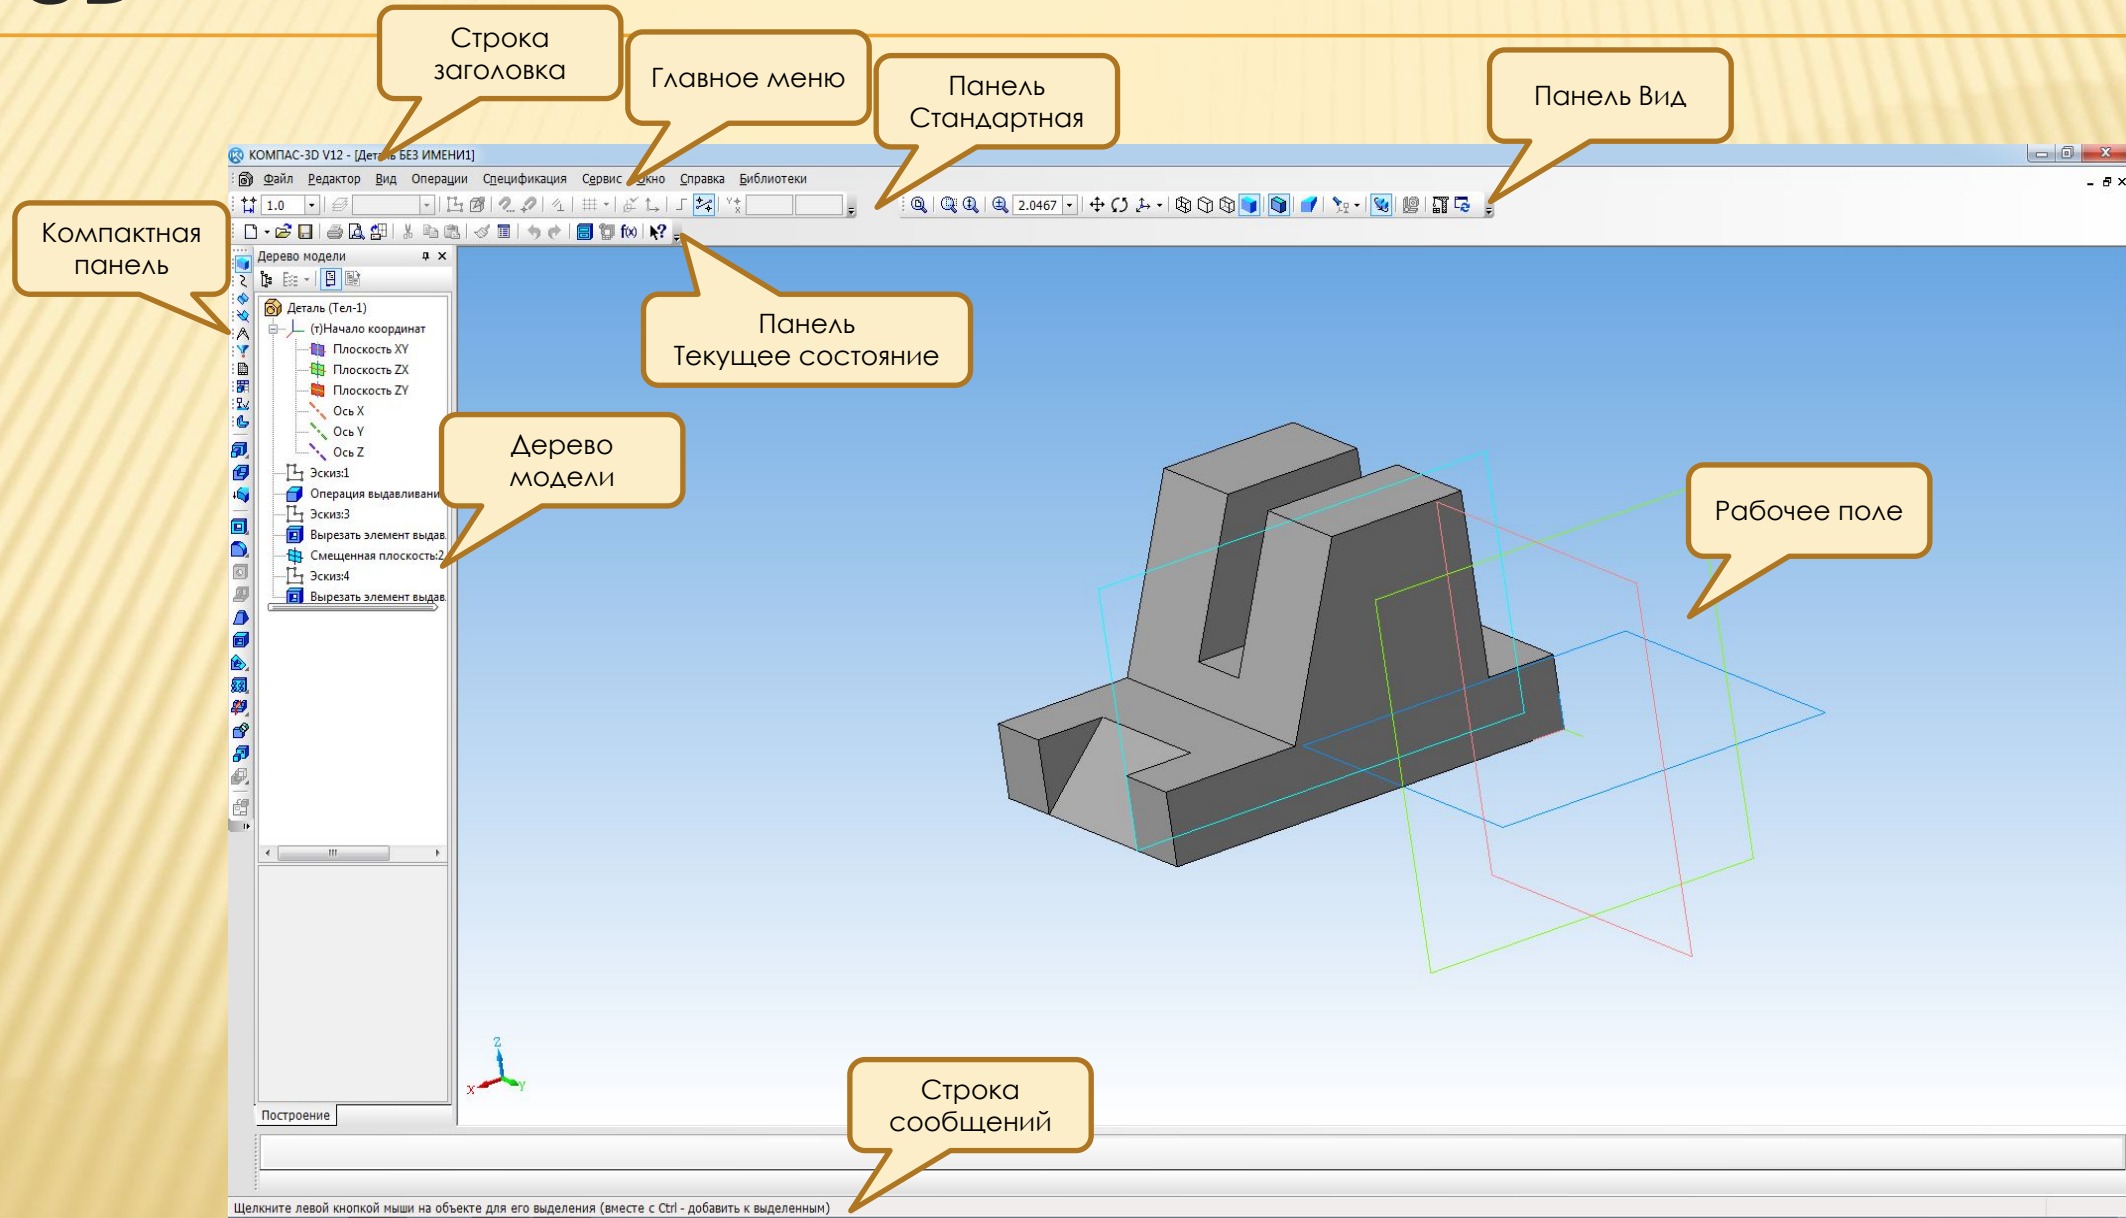 3D
Строка
заголовка
Главное меню
Панель
Стандартная
Панель Вид
КОМПАС-3D V12 - [Деталь БЕЗ ИМЕНИ1]
Файл Редактор Вид Операции Спецификация Сервис Окно Справка Библиотеки
1.0
2.0467
Компактная
панель
Дерево модели
Деталь (Тел-1)
(т)Начало координат
Плоскость XY
Плоскость ZX
Плоскость ZY
Ось X
Ось Y
Ось Z
Эскиз:1
Операция выдавливани
Эскиз:3
Вырезать элемент выдав.
Смещенная плоскость:2
Эскиз:4
Вырезать элемент выдав.
Панель
Текущее состояние
Дерево
модели
Рабочее поле
Z
X
Y
Строка
сообщений
Построение
Щелкните левой кнопкой мыши на объекте для его выделения (вместе с Ctrl - добавить к выделенным)